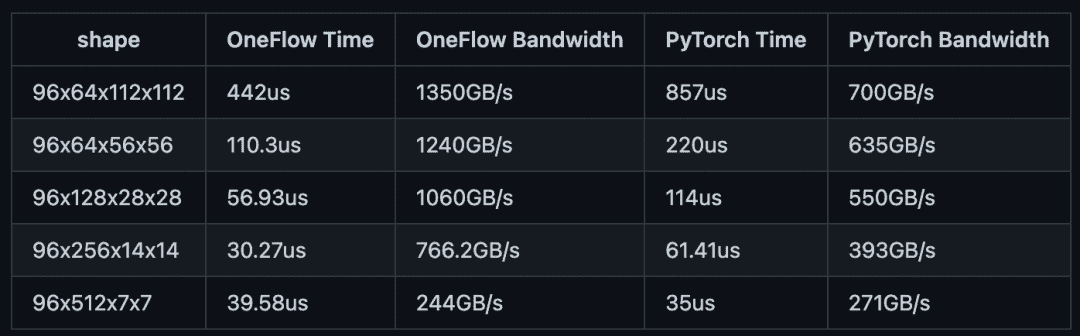 shape OneFlow Time OneFlow Bandwidth PyTorch Time PyTorch Bandwidth
96x64x112x112 442us 1350GB/s 857us 700GB/s
96x64x56x56 110.3us 1240GB/s 220us 635GB/s
96x128x28x28 56.93us 1060GB/s 114us 550GB/s
96x256x14x14 30.27us 766.2GB/s 61.41us 393GB/s
96x512x7x7 39.58us 244GB/s 35us 271GB/s